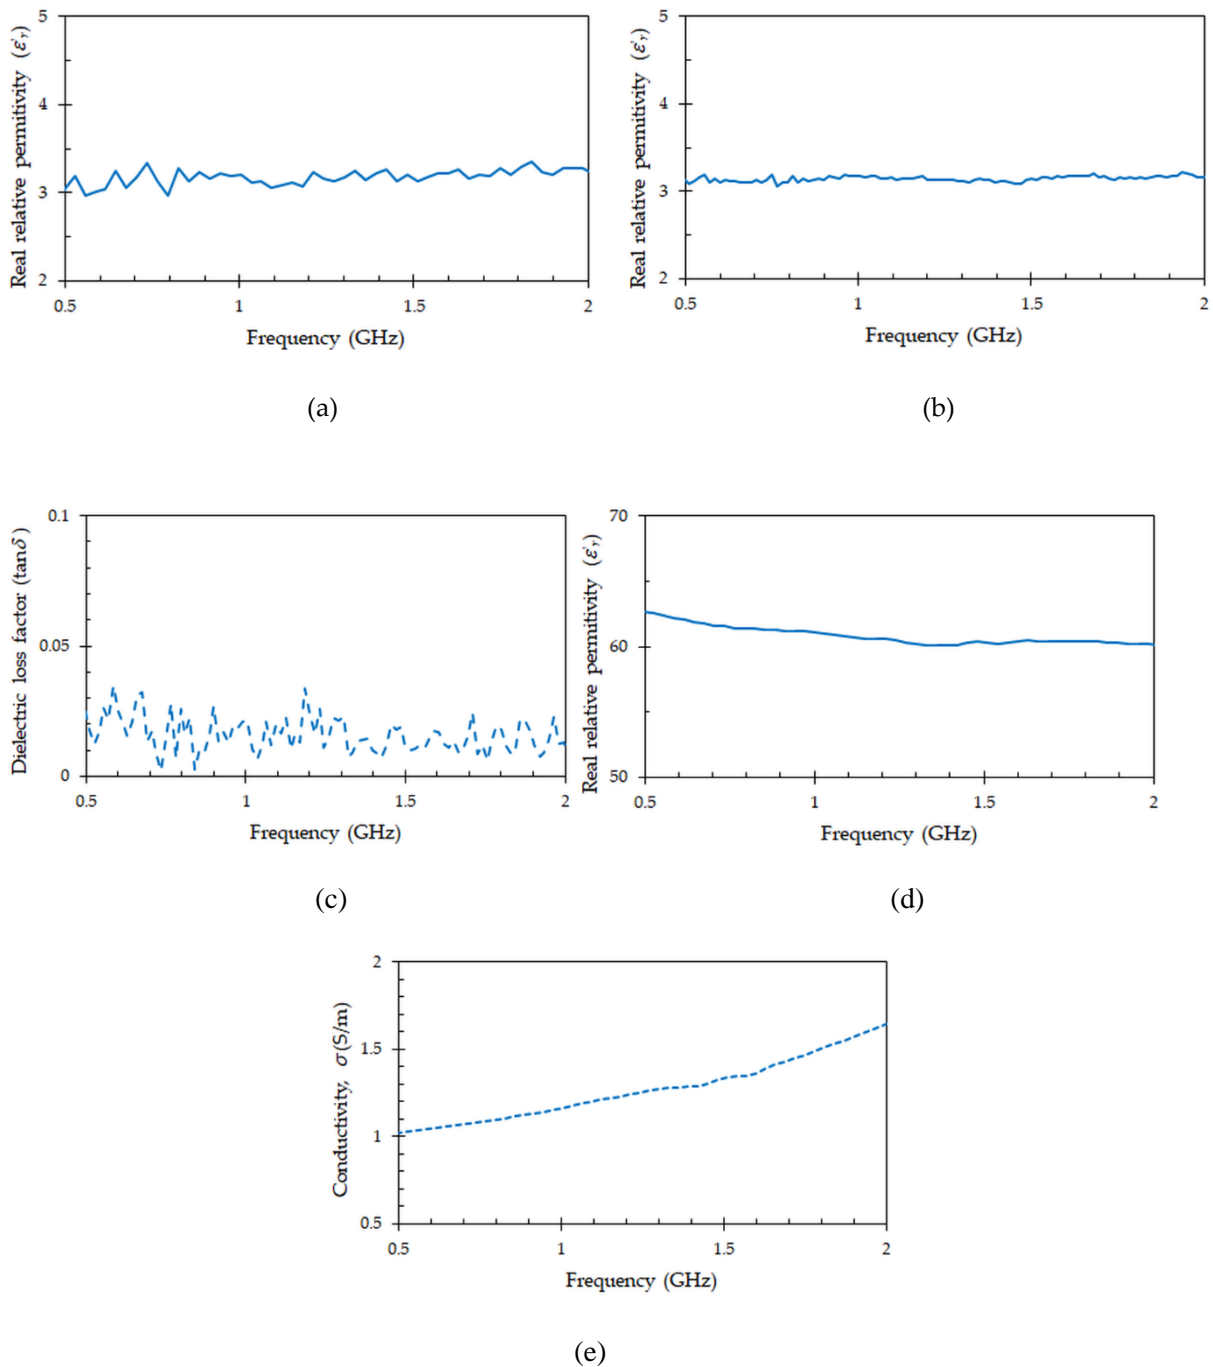 Real relative permitivity (ε'r)
5
4
3
2
0.5 1 1.5 2
Frequency (GHz)
(a)
Real relative permitivity (ε'r)
5
4
3
2
0.5 1 1.5 2
Frequency (GHz)
(b)
Dielectric loss factor (tanδ)
0.1
0.05
0
0.5 1 1.5 2
Frequency (GHz)
(c)
Real relative permitivity (ε'r)
70
60
50
0.5 1 1.5 2
Frequency (GHz)
(d)
Conductivity, σ(S/m)
2
1.5
1
0.5
0.5 1 1.5 2
Frequency (GHz)
(e)